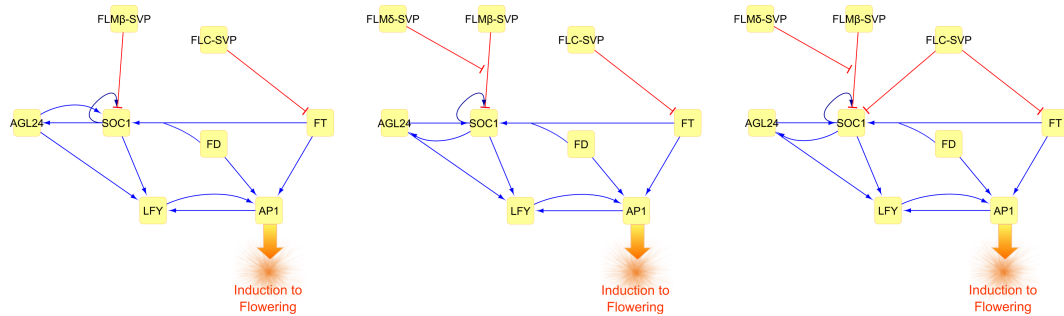 FLMβ-SVP
FLC-SVP
AGL24
SOC1
FT
FD
LFY
AP1
Induction to
Flowering
FLMδ-SVP
FLMβ-SVP
FLC-SVP
AGL24
SOC1
FT
FD
LFY
AP1
Induction to
Flowering
FLMδ-SVP
FLMβ-SVP
FLC-SVP
AGL24
SOC1
FT
FD
LFY
AP1
Induction to
Flowering